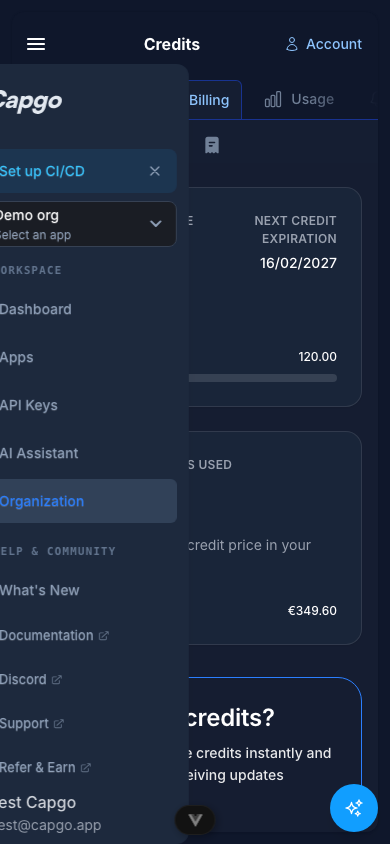 Credits
Account
Capgo
Billing
Usage
Set up CI/CD
Demo org
Select an app
NEXT CREDIT
EXPIRATION
16/02/2027
120.00
ORKSPACE
Dashboard
Apps
API Keys
AI Assistant
Organization
S USED
credit price in your
€349.60
ELP & COMMUNITY
What's New
Documentation
Discord
Support
Refer & Earn
credits?
e credits instantly and
eiving updates
est Capgo
est@capgo.app